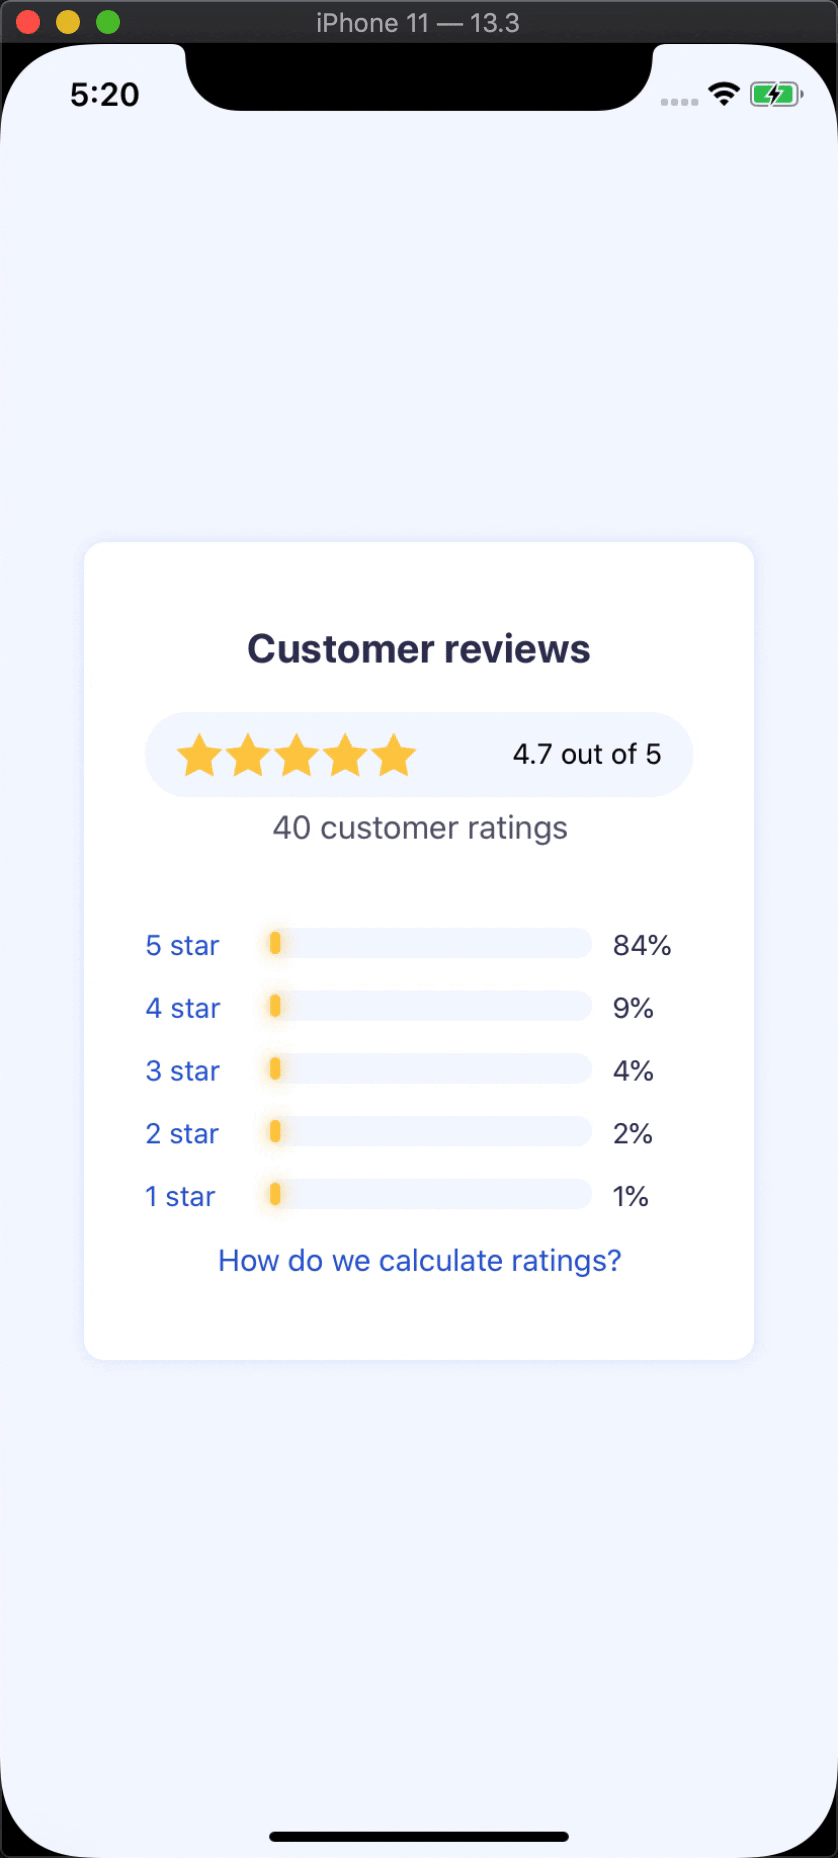 iPhone 11 — 13.3
5:20
Customer reviews
4.7 out of 5
40 customer ratings
5 star 84%
4 star 9%
3 star 4%
2 star 2%
1 star 1%
How do we calculate ratings?